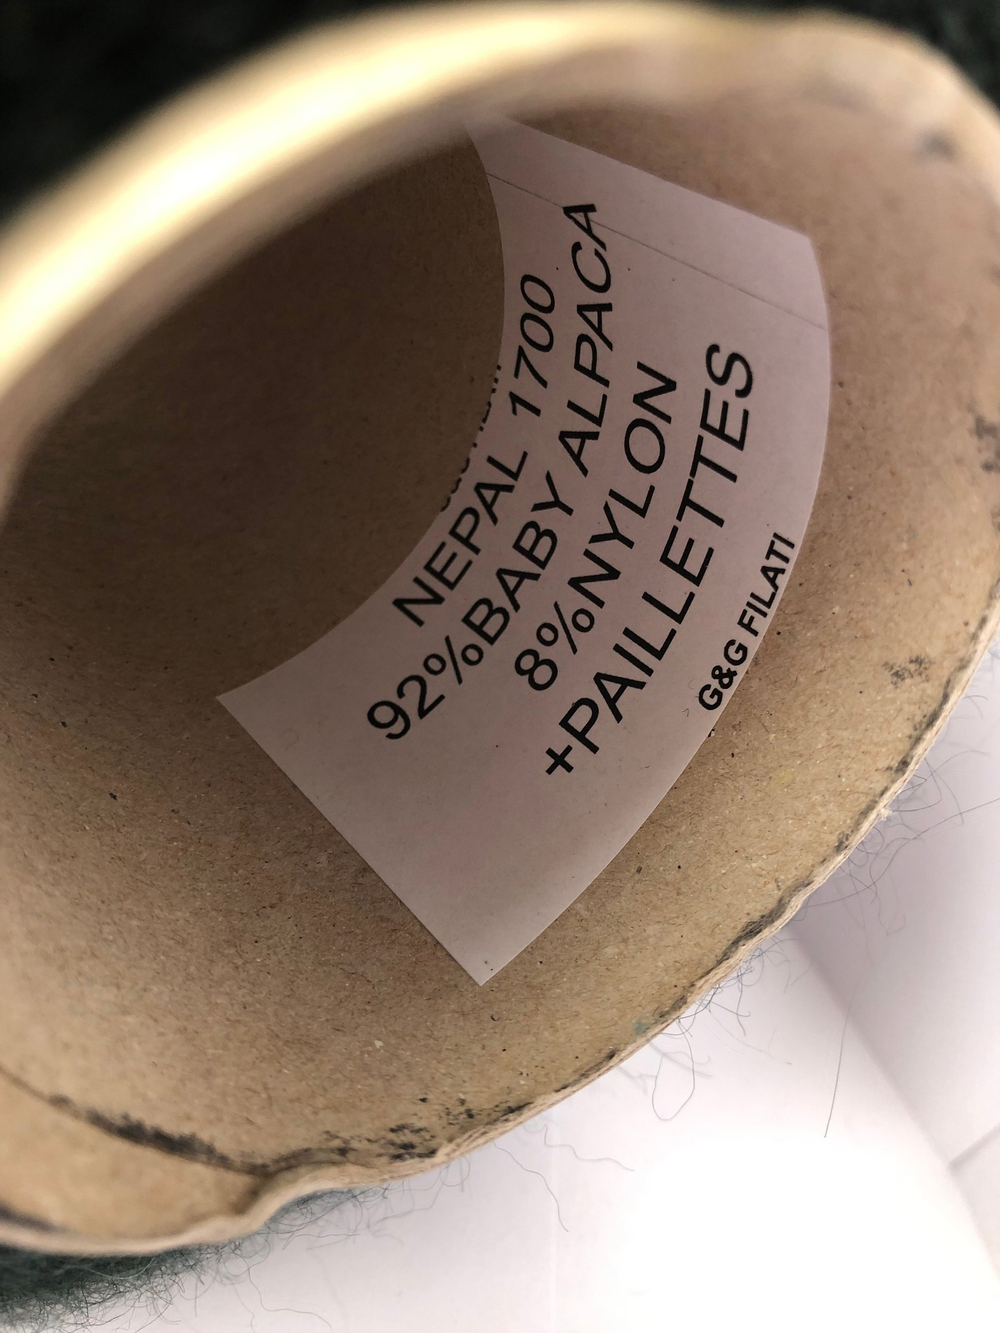 NEPAL 1700
92%BABY ALPACA
8%NYLON
+PAILLETTES
G&G FILATI